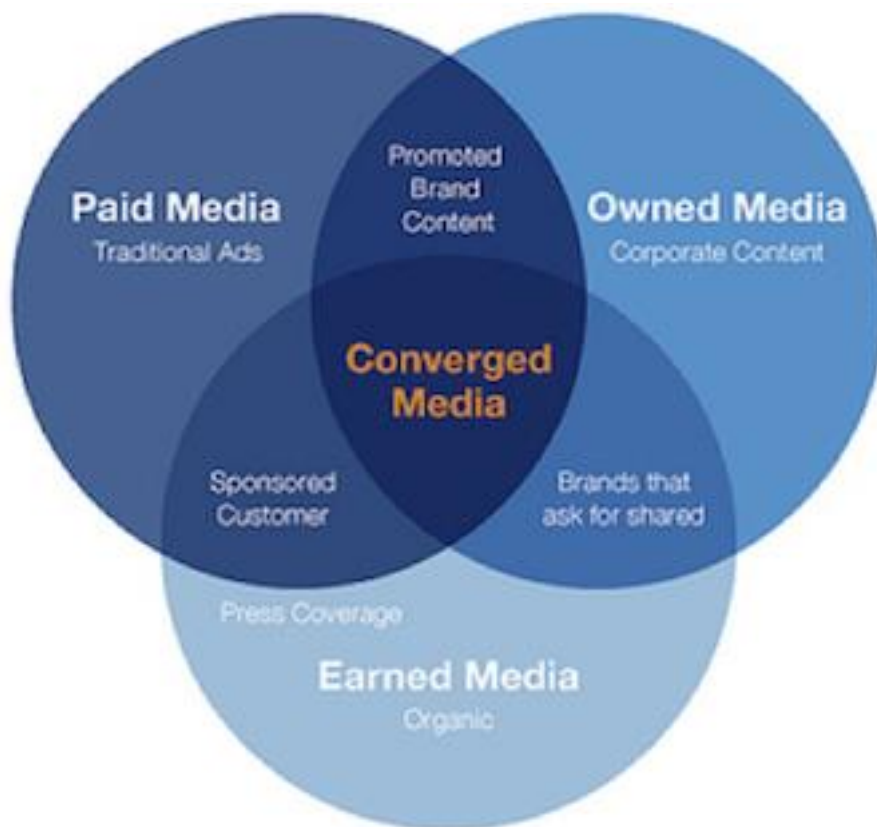 Promoted
Brand
Content
Paid Media
Traditional Ads
Owned Media
Corporate Content
Converged
Media
Sponsored
Customer
Brands that
ask for shared
Press Coverage
Earned Media
Organic